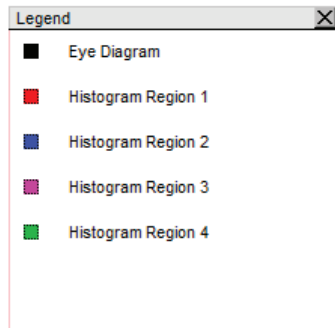 Legend
Eye Diagram
Histogram Region 1
Histogram Region 2
Histogram Region 3
Histogram Region 4